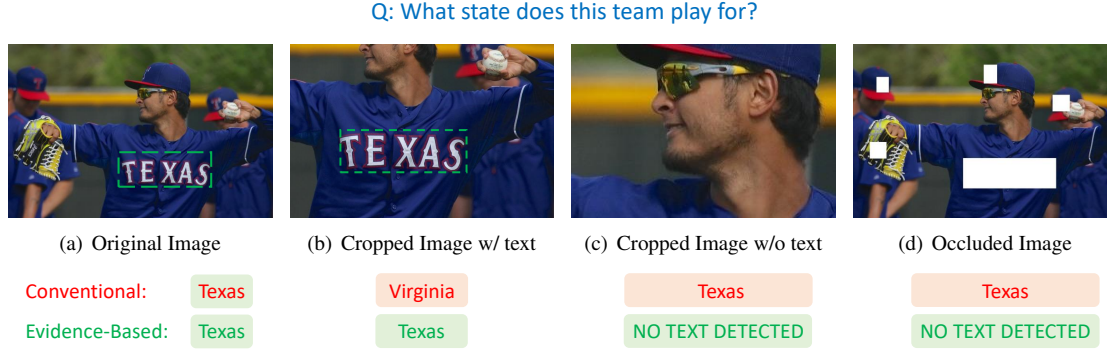 Q: What state does this team play for?
TEXAS
TEXAS
(a) Original Image
(b) Cropped Image w/ text
(c) Cropped Image w/o text
(d) Occluded Image
Conventional: Texas Virginia Texas Texas
Evidence-Based: Texas Texas NO TEXT DETECTED NO TEXT DETECTED